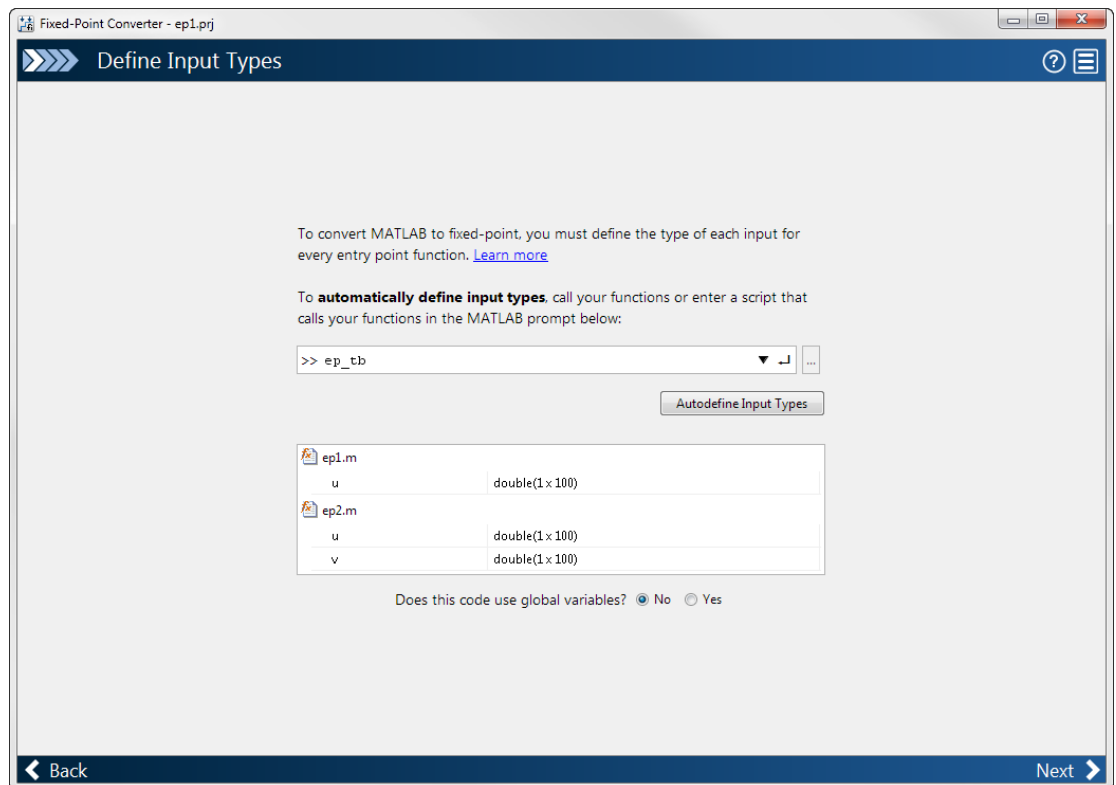 Fixed-Point Converter - ep1.prj
Define Input Types
To convert MATLAB to fixed-point, you must define the type of each input for
every entry point function. Learn more
To automatically define input types, call your functions or enter a script that
calls your functions in the MATLAB prompt below:
>> ep_tb
...
Autodefine Input Types
ep1.m
u double(1 x 100)
ep2.m
u double(1 x 100)
v double(1 x 100)
Does this code use global variables? No Yes
Back Next